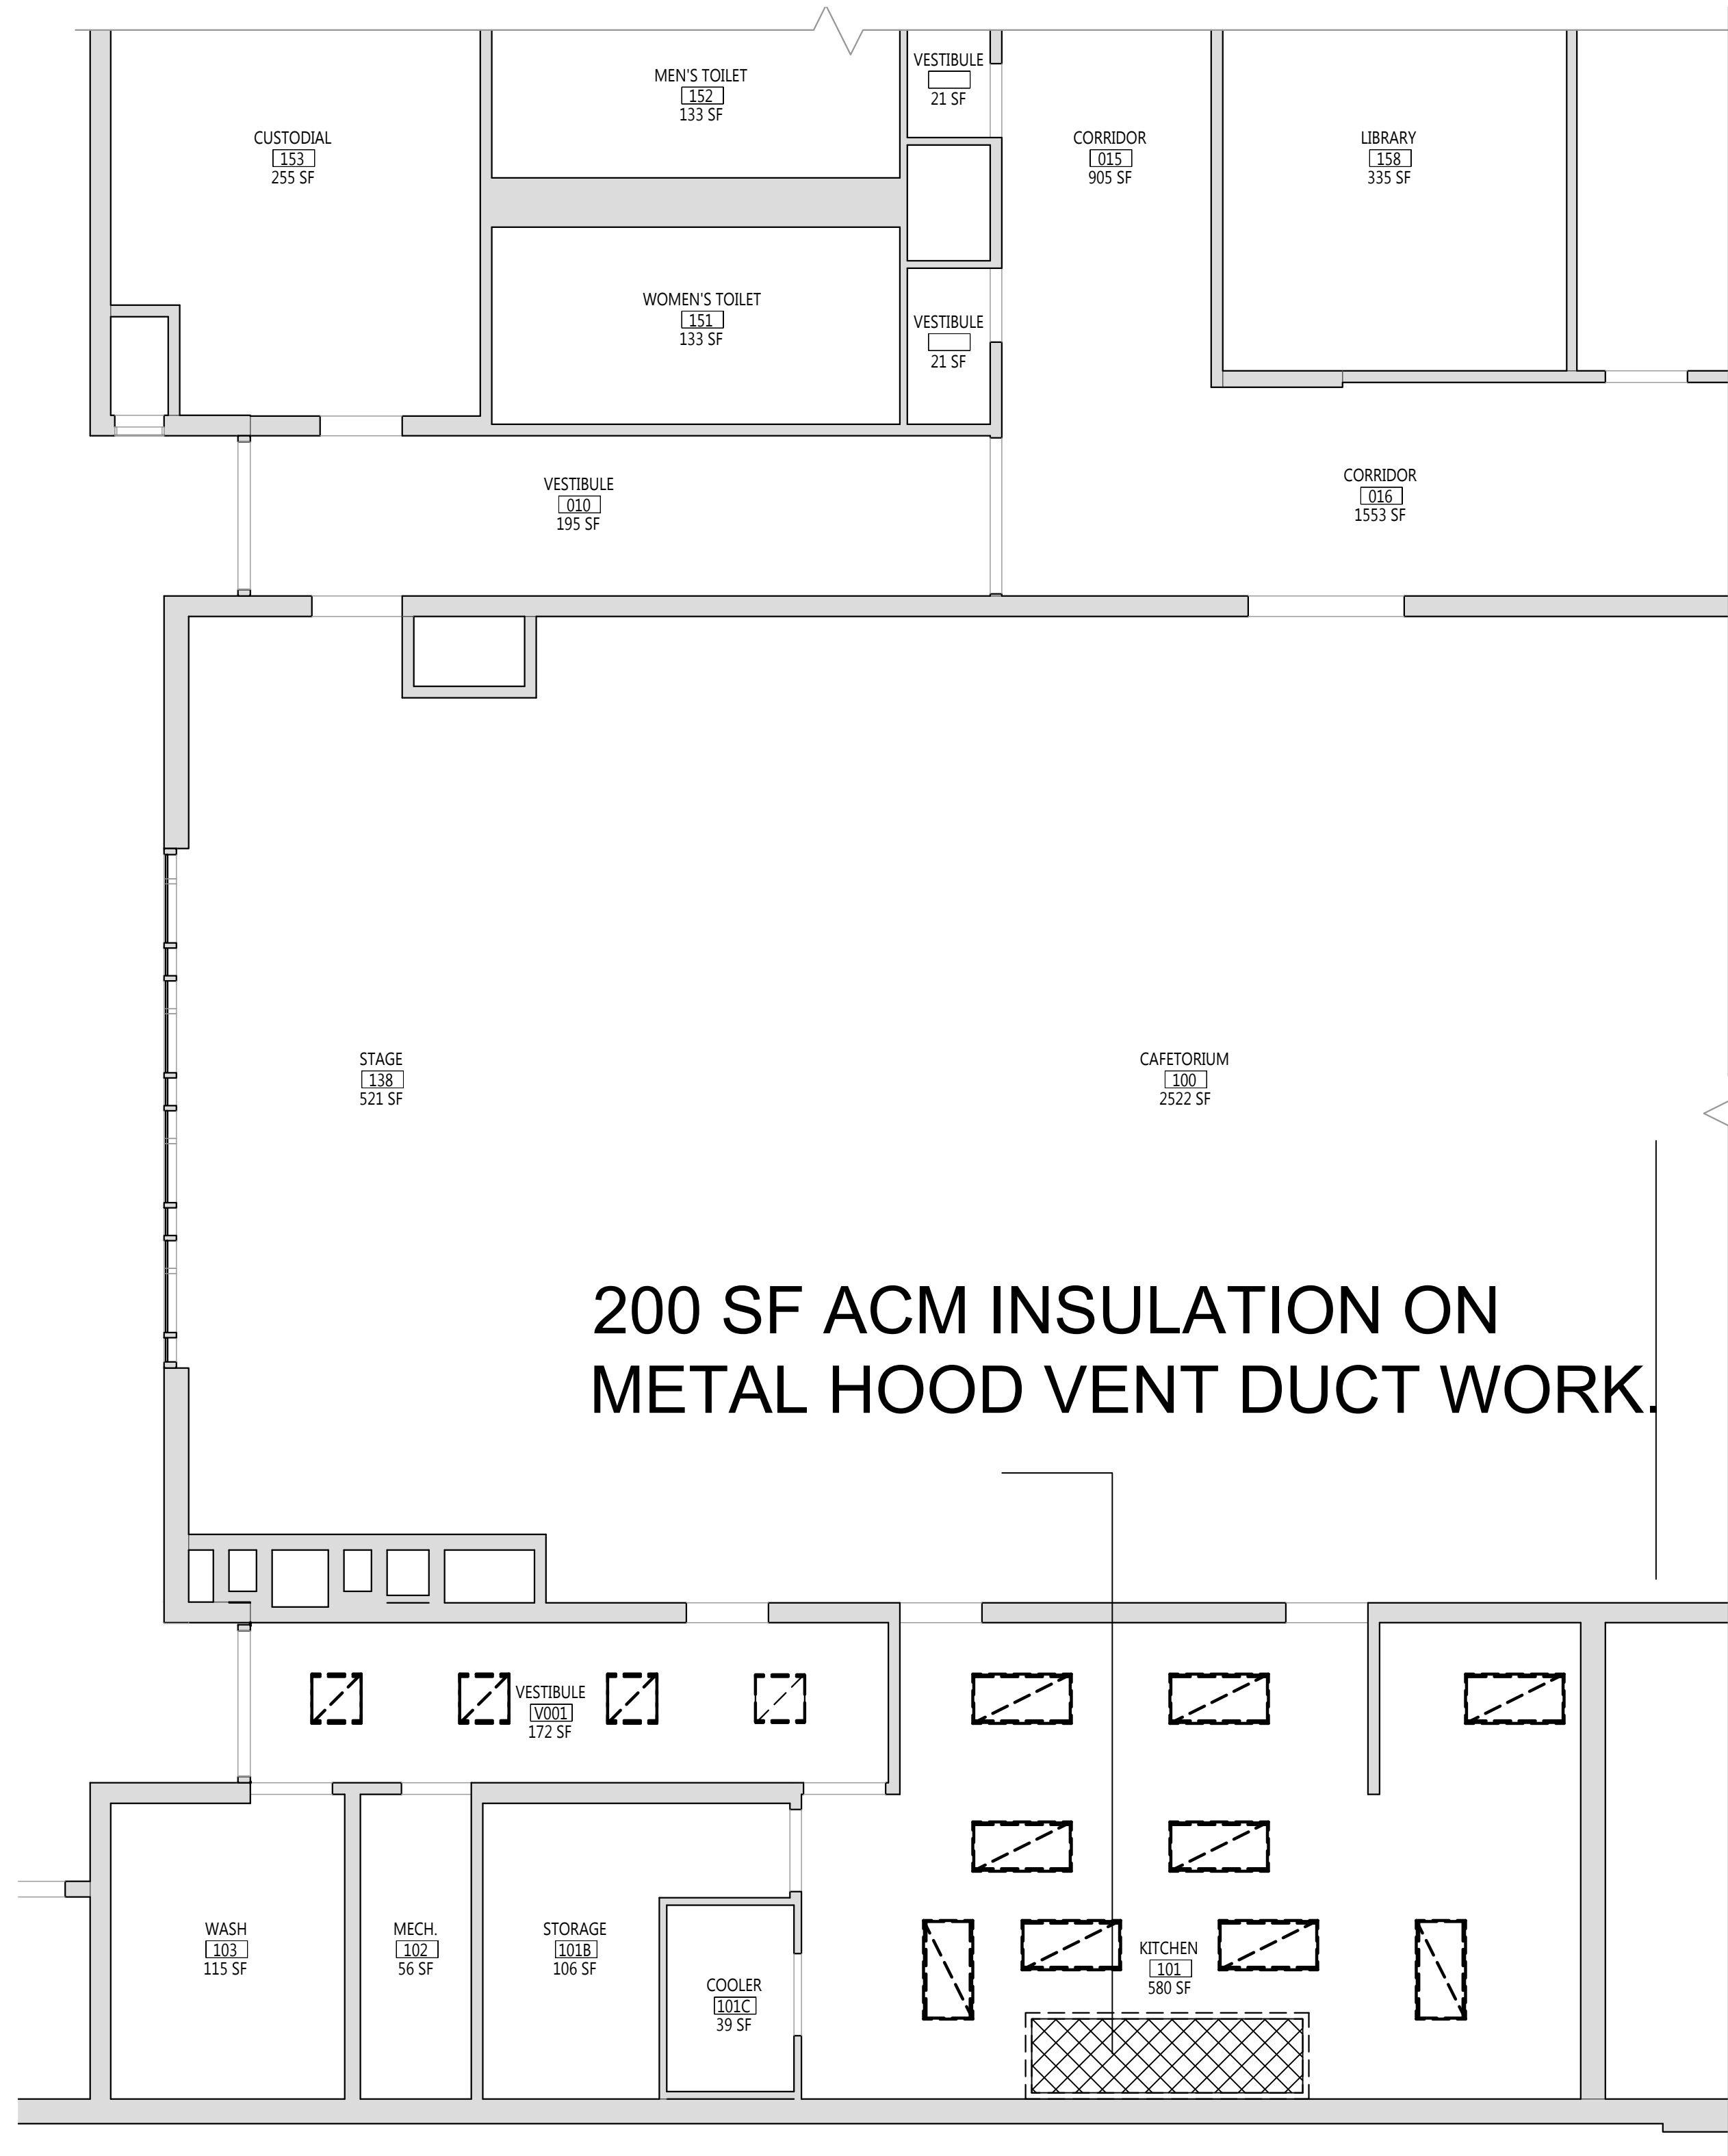 VESTIBULE
21 SF
MEN'S TOILET
152
133 SF
CUSTODIAL
153
255 SF
CORRIDOR
015
905 SF
LIBRARY
158
335 SF
WOMEN'S TOILET
151
133 SF
VESTIBULE
21 SF
VESTIBULE
010
195 SF
CORRIDOR
016
1553 SF
STAGE
138
521 SF
CAFETORIUM
100
2522 SF
200 SF ACM INSULATION ON
METAL HOOD VENT DUCT WORK.
VESTIBULE
V001
172 SF
WASH
103
115 SF
MECH.
102
56 SF
STORAGE
101B
106 SF
COOLER
101C
39 SF
KITCHEN
101
580 SF